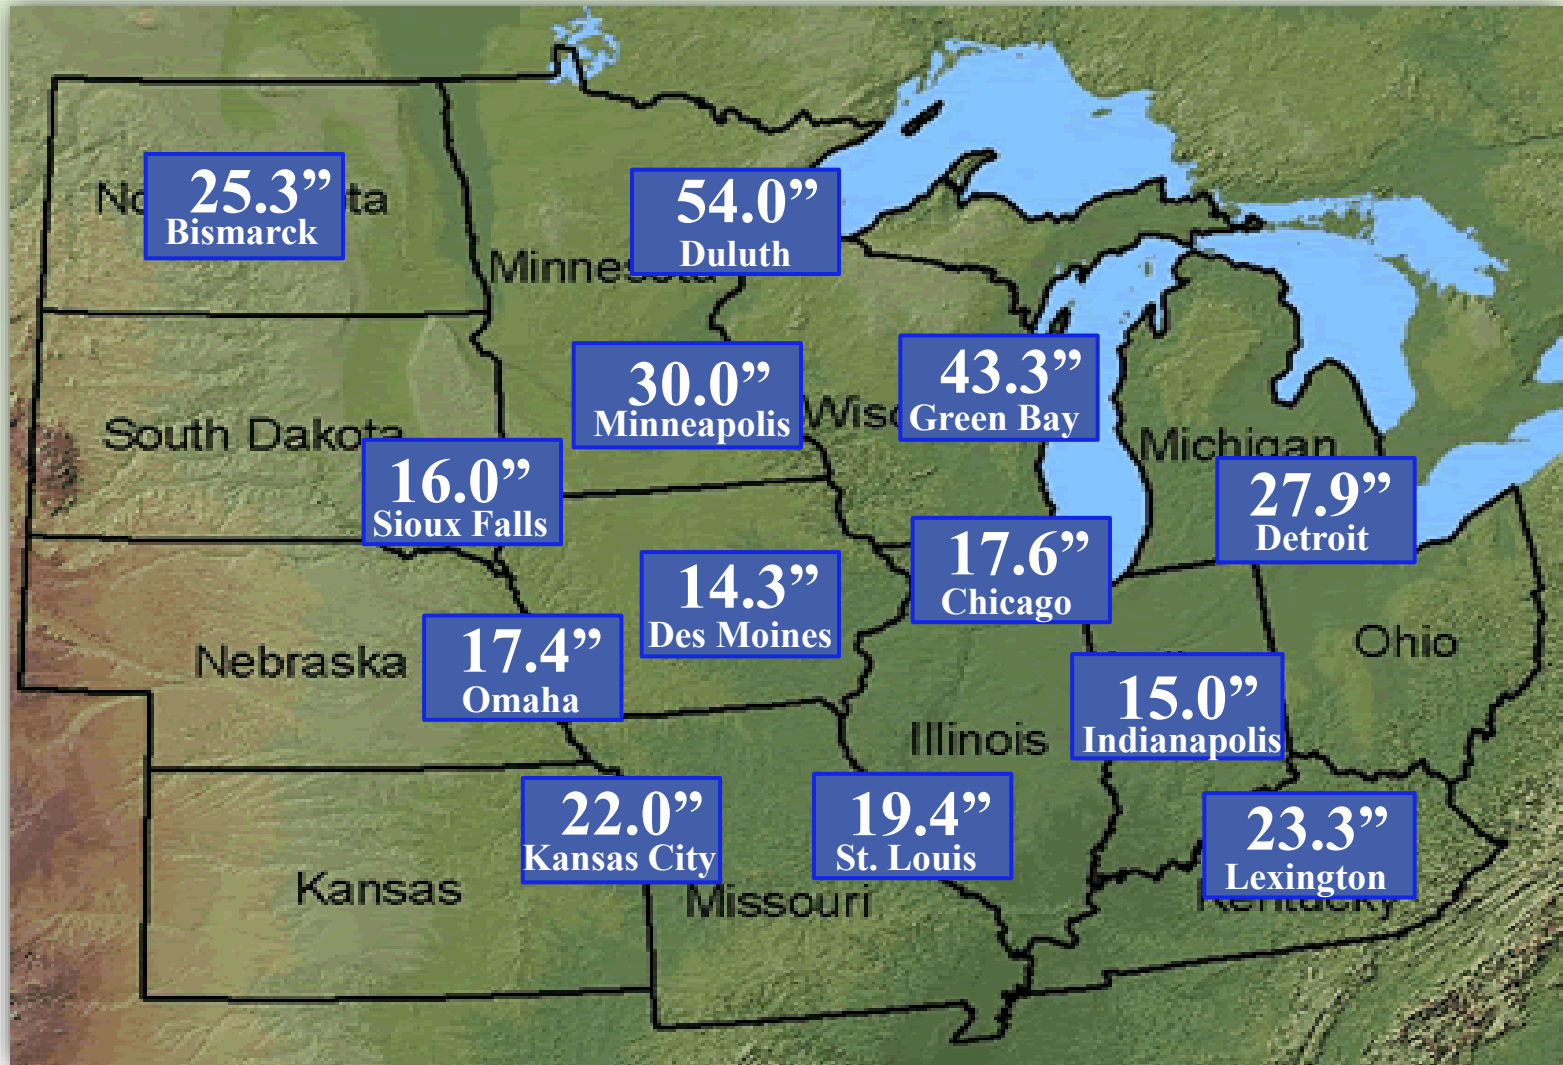 25.3”
Bismarck
54.0”
Duluth
Minnesota
30.0”
Minneapolis
43.3”
Green Bay
South Dakota
Michigan
16.0”
Sioux Falls
27.9”
Detroit
17.6”
Chicago
14.3”
Des Moines
Nebraska
17.4”
Omaha
Ohio
15.0”
Indianapolis
Illinois
22.0”
Kansas City
19.4”
St. Louis
23.3”
Lexington
Kansas
Missouri
Kentucky